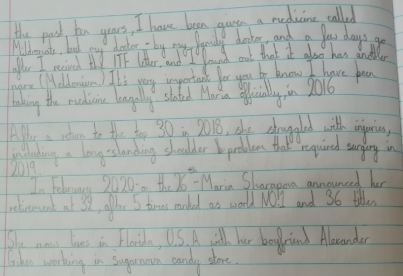 the past ten years, I have been given a medicine called
Mildronate, but my doctor - by my family doctor, and a few days ago
after I recived the ITF letter, and I found out that it also has another
name (Meldonium) It's very important for you to know I have been
taking the medicine leagally stated Maria officially, in 2016
After a return to the top 30 in 2018, she struggled with injuries,
including a long-standing shoulder problem that required surgery in
2019.
In February 2020-on the 26 - Maria Sharapova announced her
retirement at 32, after 5 times ranked as world NO1 and 36 titles
She now lives in Florida, U.S.A with her boyfriend Alexander
Gilkes working in sugarpova candy store.